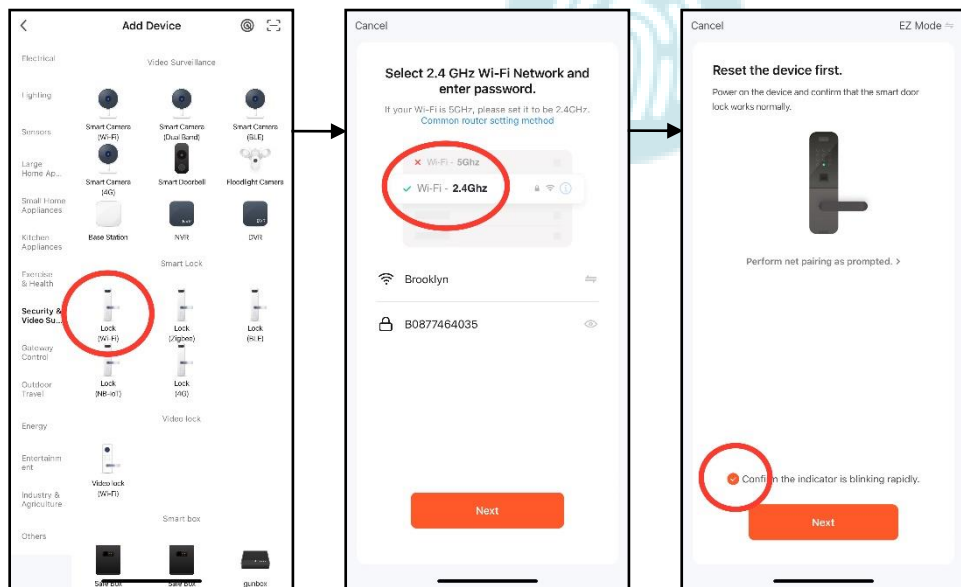 Add Device
Electrical
Lighting
Sensors
Large
Home Ap...
Small Home
Appliances
Kitchen
Appliances
Exercise
& Health
Security &
Video Su...
Gateway
Control
Outdoor
Travel
Energy
Entertainm
ent
Industry &
Agriculture
Others
Video Surveillance
Smart Camera
(Wi-Fi)
Smart Camera
(Dual Band)
Smart Camera
(BLE)
Smart Camera
(4G)
Smart Doorbell
Floodlight Camera
Base Station
NVR
DVR
Smart Lock
Lock
(Wi-Fi)
Lock
(Zigbee)
Lock
(BLE)
Lock
(NB-IoT)
Lock
(4G)
Video lock
Video lock
(Wi-Fi)
Smart box
Safe Box
Safe Box
gunbox
Cancel
Select 2.4 GHz Wi-Fi Network and
enter password.
If your Wi-Fi is 5GHz, please set it to be 2.4GHz.
Common router setting method
Wi-Fi - 5Ghz
Wi-Fi - 2.4Ghz
Brooklyn
B0877464035
Next
Cancel
EZ Mode
Reset the device first.
Power on the device and confirm that the smart door
lock works normally.
Perform net pairing as prompted. >
Confirm the indicator is blinking rapidly.
Next